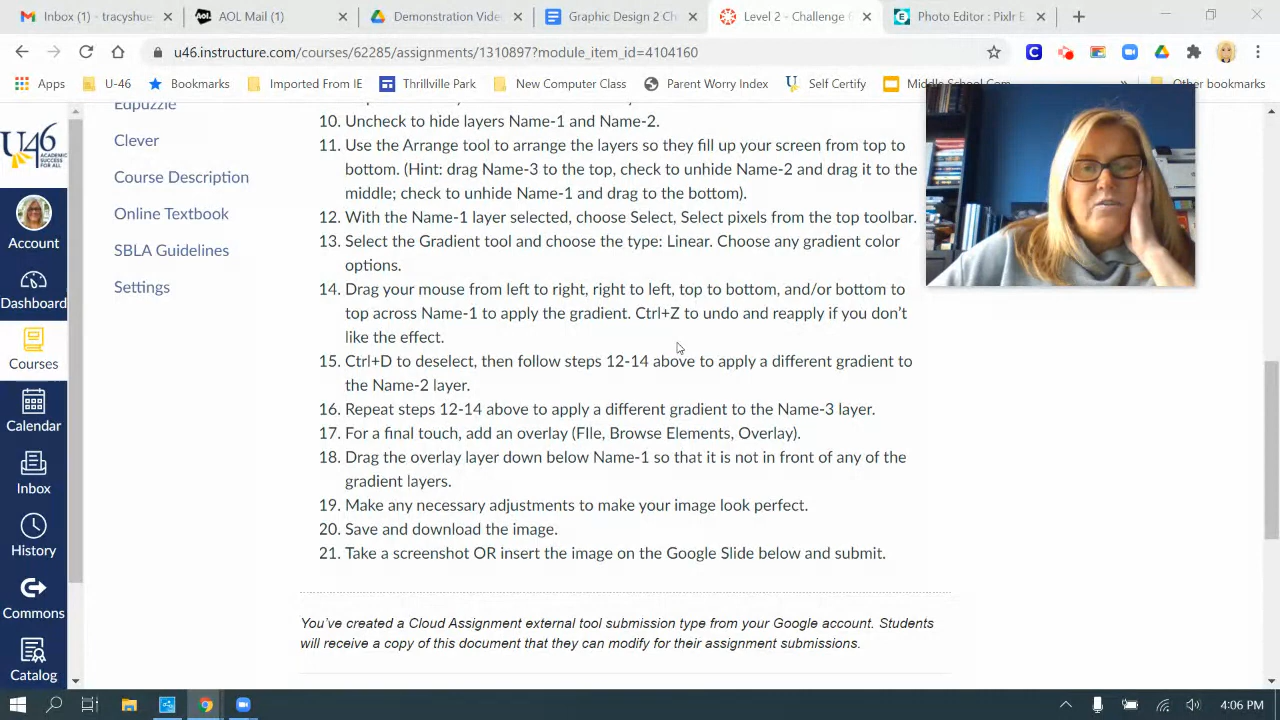 Inbox (1) - tracyshue
AOL Mail (1)
Demonstration Vide
Graphic Design 2 Ch
Level 2 - Challenge (
Photo Editor : Pixlr E
u46.instructure.com/courses/62285/assignments/1310897?module_item_id=4104160
Apps
U-46
Bookmarks
Imported From IE
Thrillville Park
New Computer Class
Parent Worry Index
Self Certify
Middle School Com
»
Other bookmarks
U46
ACADEMIC
SUCCESS
FOR ALL
Account
Dashboard
Courses
Calendar
Inbox
History
Commons
Catalog
Edpuzzle
Clever
Course Description
Online Textbook
SBLA Guidelines
Settings
10. Uncheck to hide layers Name-1 and Name-2.
11. Use the Arrange tool to arrange the layers so they fill up your screen from top to
bottom. (Hint: drag Name-3 to the top, check to unhide Name-2 and drag it to the
middle; check to unhide Name-1 and drag to the bottom).
12. With the Name-1 layer selected, choose Select, Select pixels from the top toolbar.
13. Select the Gradient tool and choose the type: Linear. Choose any gradient color
options.
14. Drag your mouse from left to right, right to left, top to bottom, and/or bottom to
top across Name-1 to apply the gradient. Ctrl+Z to undo and reapply if you don't
like the effect.
15. Ctrl+D to deselect, then follow steps 12-14 above to apply a different gradient to
the Name-2 layer.
16. Repeat steps 12-14 above to apply a different gradient to the Name-3 layer.
17. For a final touch, add an overlay (FIle, Browse Elements, Overlay).
18. Drag the overlay layer down below Name-1 so that it is not in front of any of the
gradient layers.
19. Make any necessary adjustments to make your image look perfect.
20. Save and download the image.
21. Take a screenshot OR insert the image on the Google Slide below and submit.
You've created a Cloud Assignment external tool submission type from your Google account. Students
will receive a copy of this document that they can modify for their assignment submissions.
4:06 PM